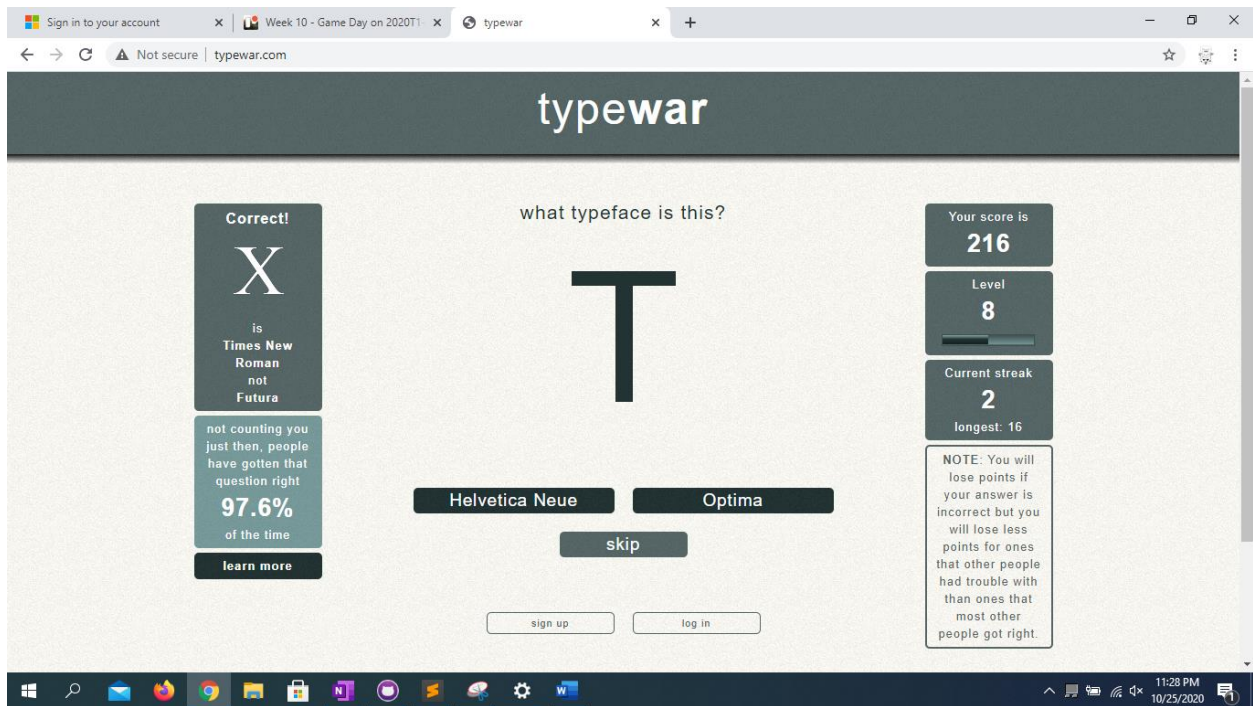 Sign in to your account
Week 10 - Game Day on 2020T1
typewar
Not secure | typewar.com
typewar
Correct!
X
is
Times New
Roman
not
Futura
not counting you
just then, people
have gotten that
question right
97.6%
of the time
learn more
what typeface is this?
T
Helvetica Neue
Optima
skip
sign up
log in
Your score is
216
Level
8
Current streak
2
longest: 16
NOTE: You will
lose points if
your answer is
incorrect but you
will lose less
points for ones
that other people
had trouble with
than ones that
most other
people got right.
11:28 PM
10/25/2020